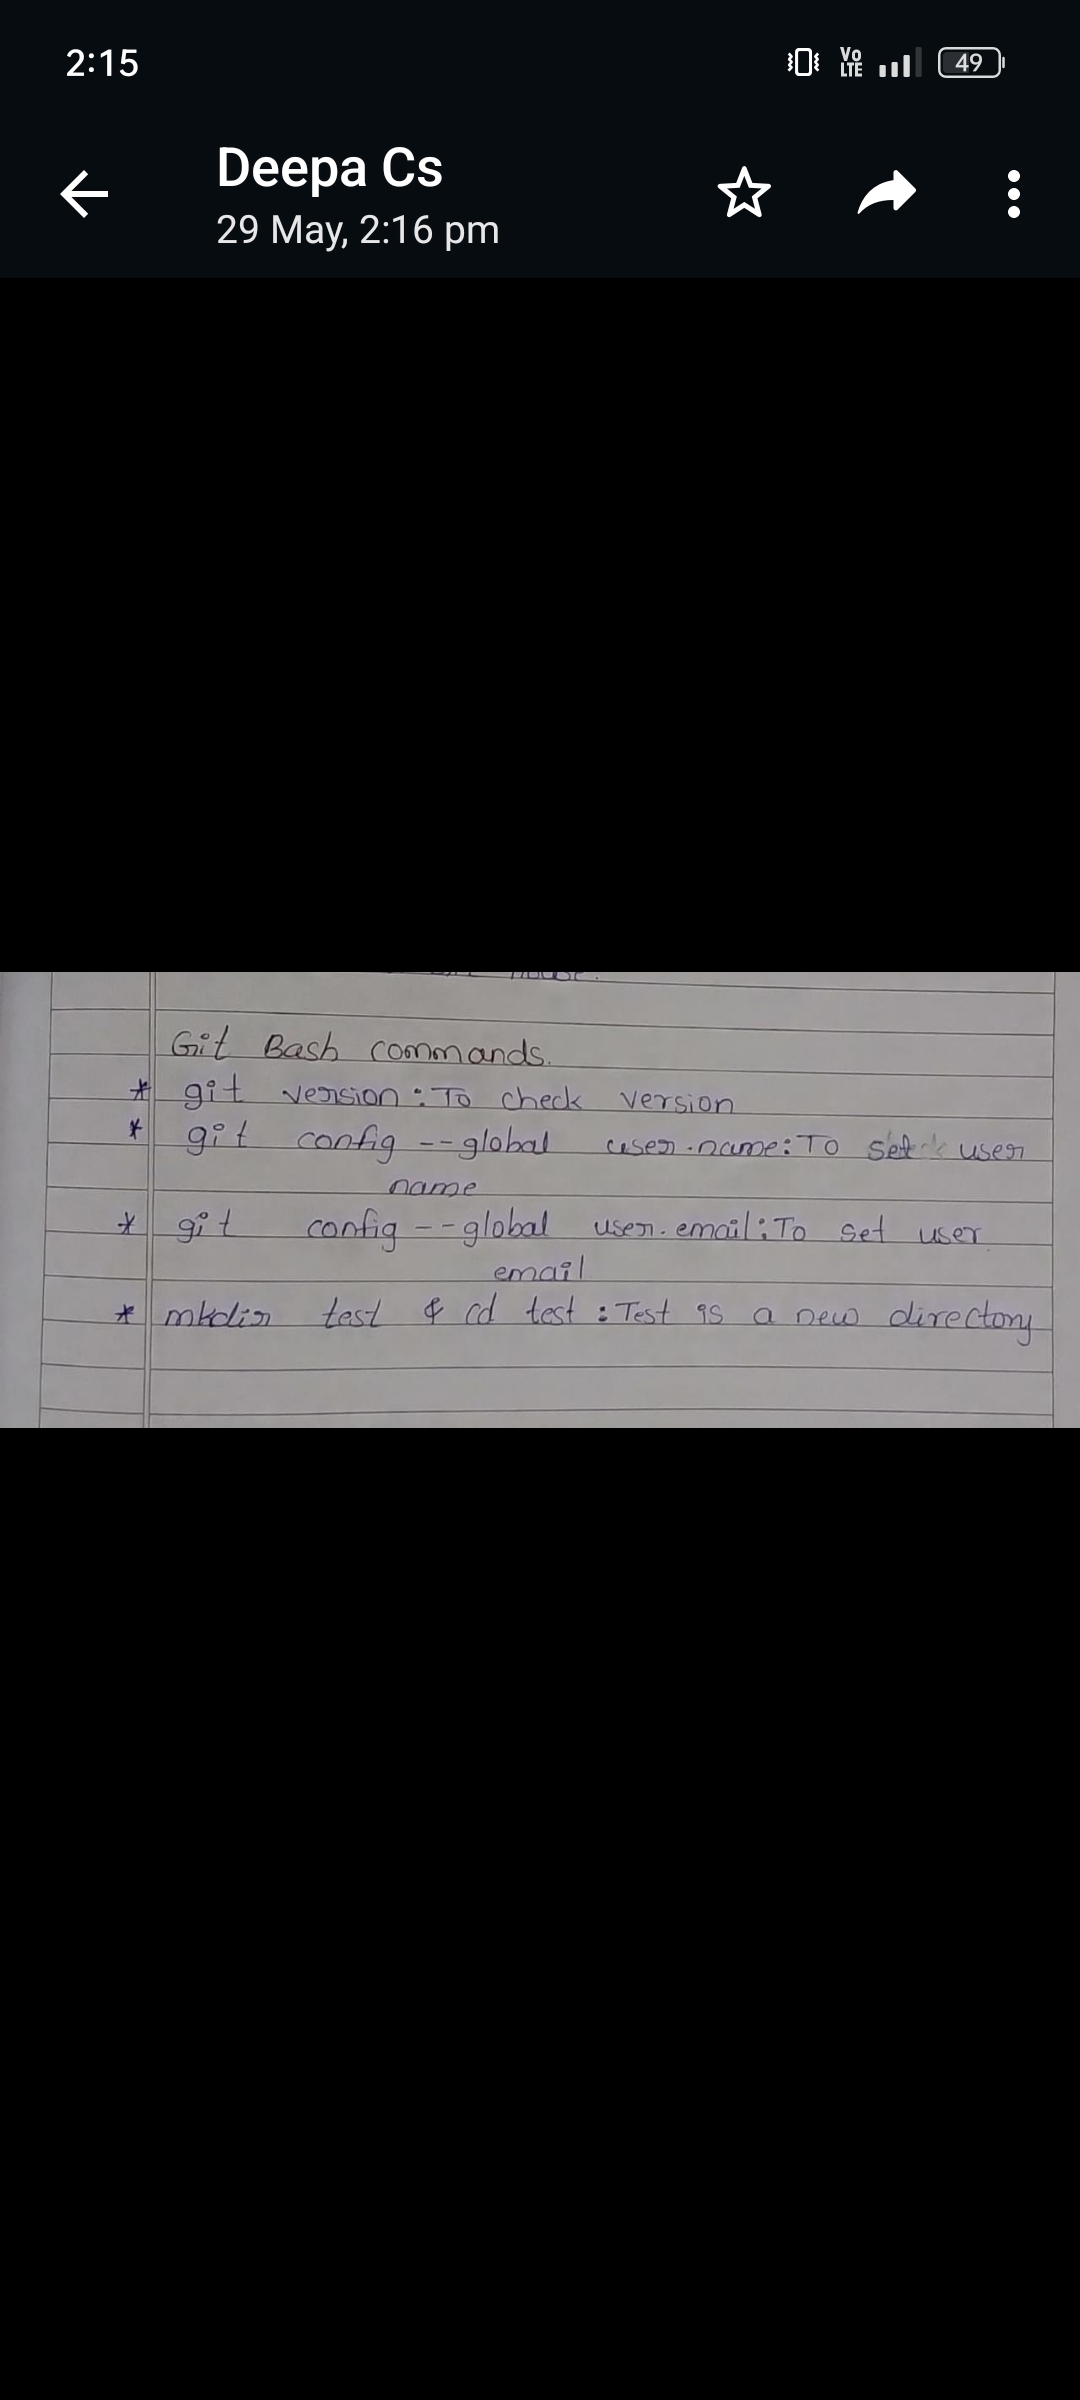 2:15
Vo
LTE
49
Deepa Cs
29 May, 2:16 pm
Git Bash commands.
* git version : To check version
* git config --global user.name : To set user
name
* git config --global user.email : To set user
email
* mkdir test & cd test : Test is a new directory